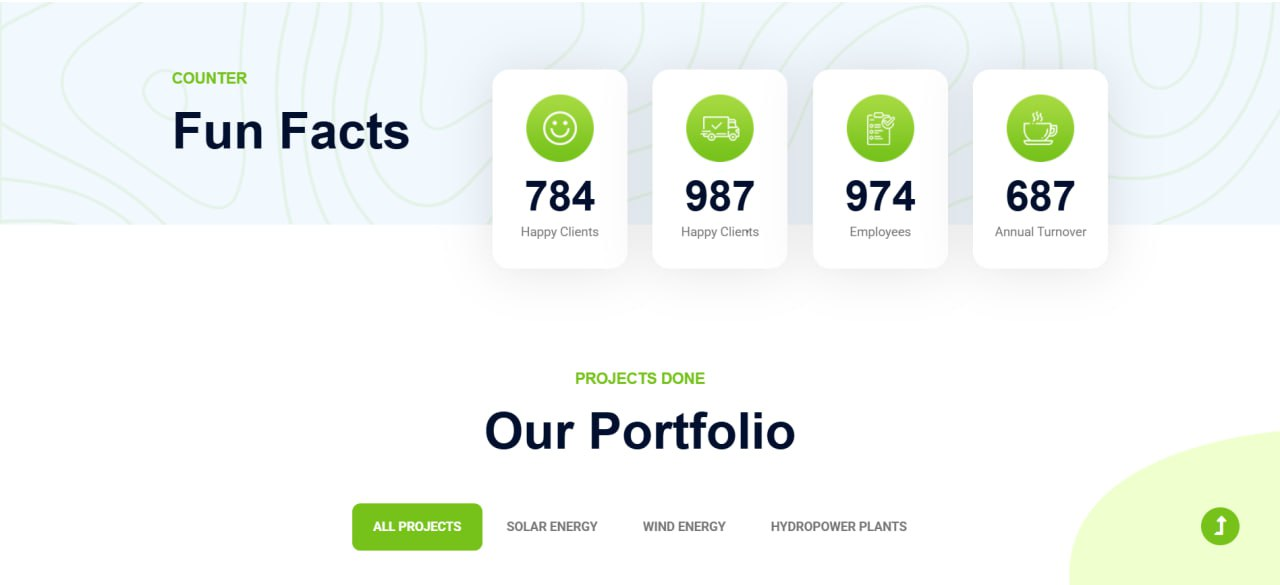 COUNTER
Fun Facts
784
Happy Clients
987
Happy Clients
974
Employees
687
Annual Turnover
PROJECTS DONE
Our Portfolio
ALL PROJECTS
SOLAR ENERGY
WIND ENERGY
HYDROPOWER PLANTS